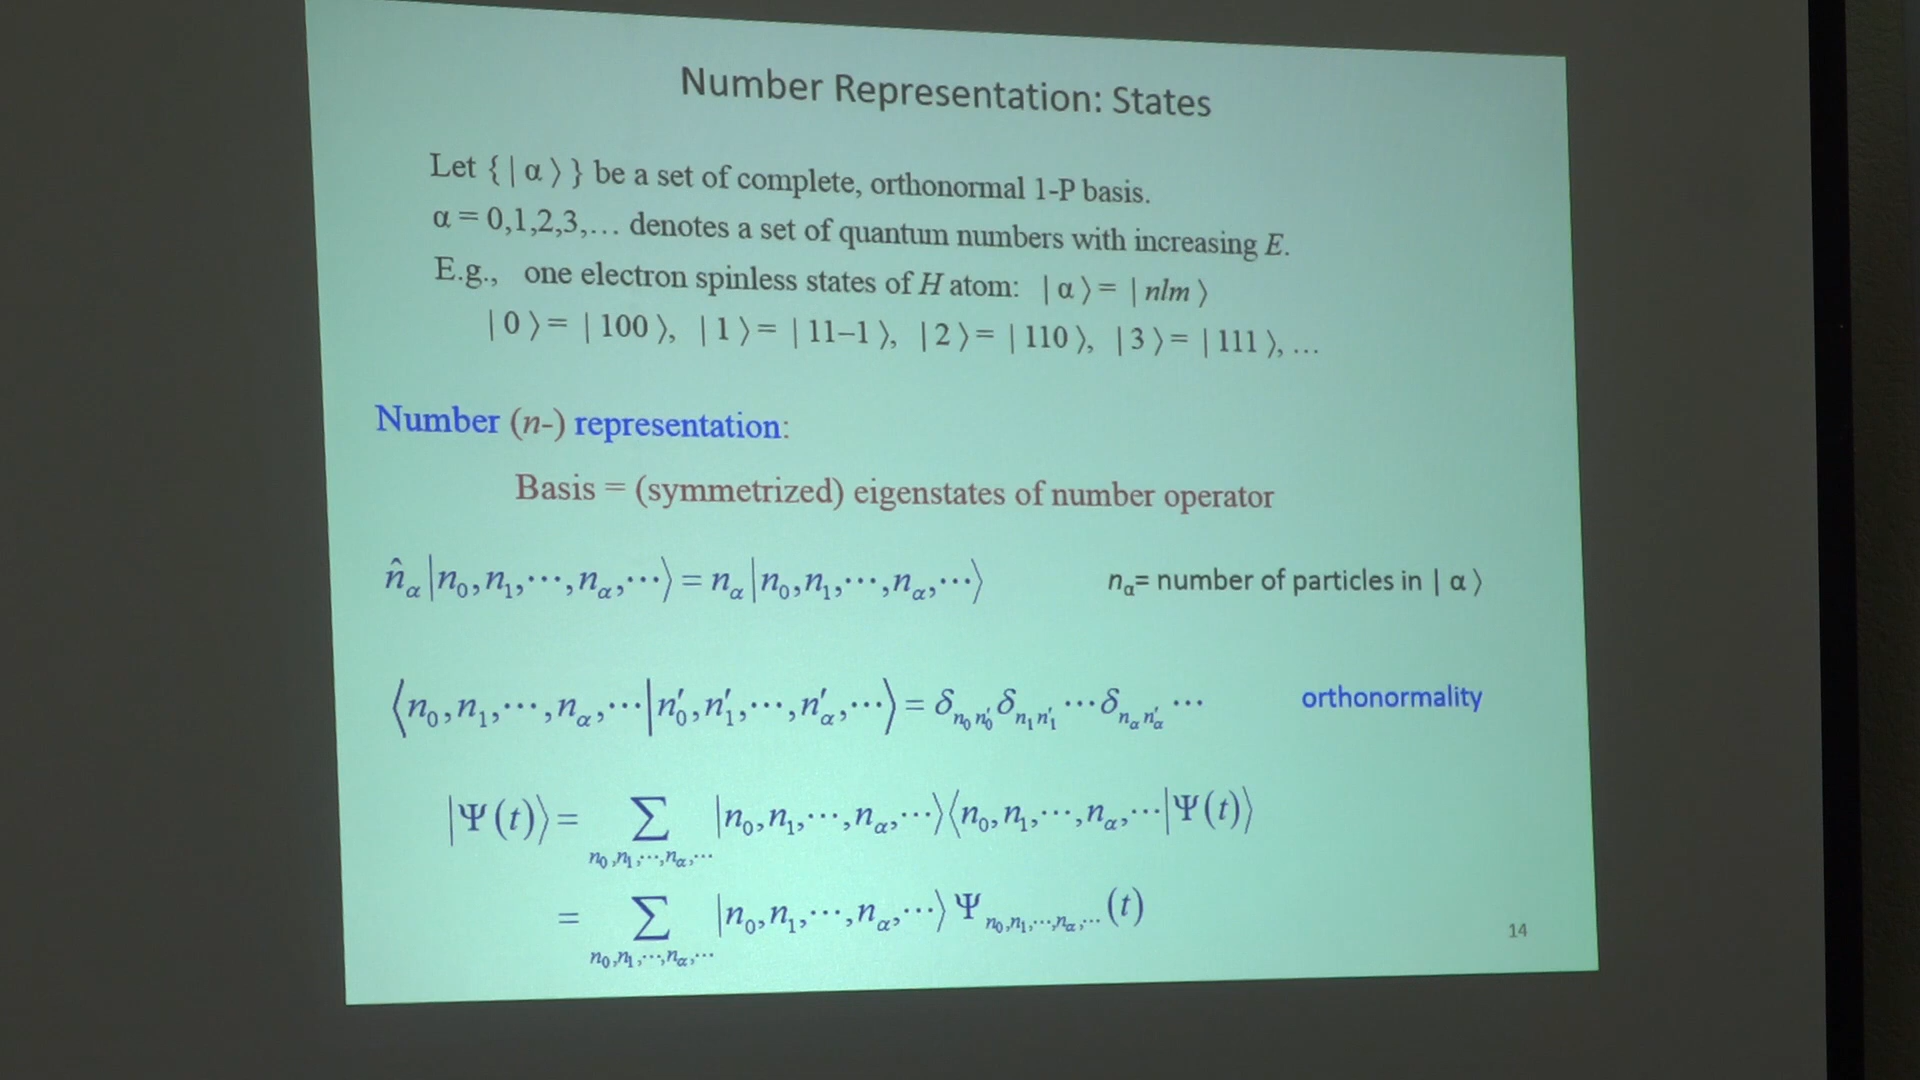 Number Representation: States
Let { | α ⟩ } be a set of complete, orthonormal 1-P basis.
α = 0,1,2,3,… denotes a set of quantum numbers with increasing E.
E.g., one electron spinless states of H atom: | α ⟩ = | nlm ⟩
| 0 ⟩ = | 100 ⟩, | 1 ⟩ = | 11–1 ⟩, | 2 ⟩ = | 110 ⟩, | 3 ⟩ = | 111 ⟩, …
Number (n-) representation:
Basis = (symmetrized) eigenstates of number operator
n̂_α |n_0, n_1, ⋯, n_α, ⋯⟩ = n_α |n_0, n_1, ⋯, n_α, ⋯⟩ n_α= number of particles in | α ⟩
⟨n_0, n_1, ⋯, n_α, ⋯|n′_0, n′_1, ⋯, n′_α, ⋯⟩ = δ_{n_0 n′_0} δ_{n_1 n′_1} ⋯ δ_{n_α n′_α} ⋯ orthonormality
|Ψ(t)⟩ = ∑_{n_0, n_1, ⋯, n_α, ⋯} |n_0, n_1, ⋯, n_α, ⋯⟩⟨n_0, n_1, ⋯, n_α, ⋯|Ψ(t)⟩
= ∑_{n_0, n_1, ⋯, n_α, ⋯} |n_0, n_1, ⋯, n_α, ⋯⟩ Ψ_{n_0, n_1, ⋯, n_α, ⋯}(t)
14